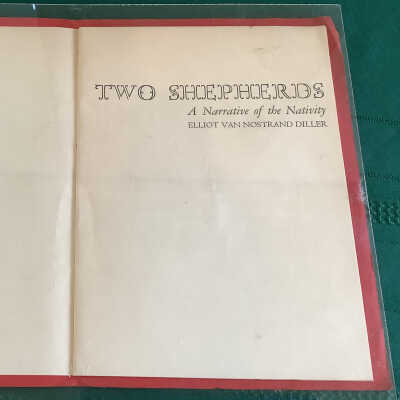 TWO SHEPHERDS
A Narrative of the Nativity
ELLIOT VAN NOSTRAND DILLER